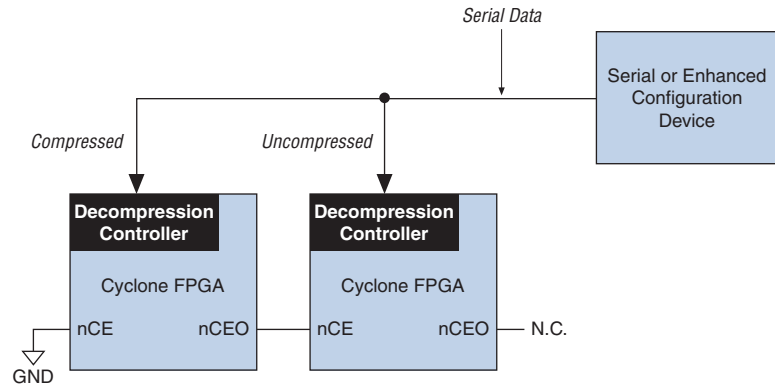 Serial Data
Serial or Enhanced
Configuration
Device
Compressed
Uncompressed
Decompression
Controller
Decompression
Controller
Cyclone FPGA
Cyclone FPGA
nCE
nCEO
nCE
nCEO
N.C.
GND